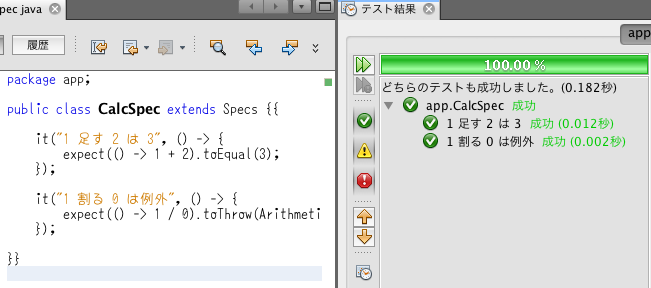 pec java
履歴
package app;
public class CalcSpec extends Specs {{
it("1 足す 2 は 3", () -> {
expect(() -> 1 + 2).toEqual(3);
});
it("1 割る 0 は例外", () -> {
expect(() -> 1 / 0).toThrow(Arithmeti
});
}}
テスト結果
app
100.00 %
どちらのテストも成功しました。(0.182秒)
app.CalcSpec 成功
1 足す 2 は 3 成功 (0.012秒)
1 割る 0 は例外 成功 (0.002秒)